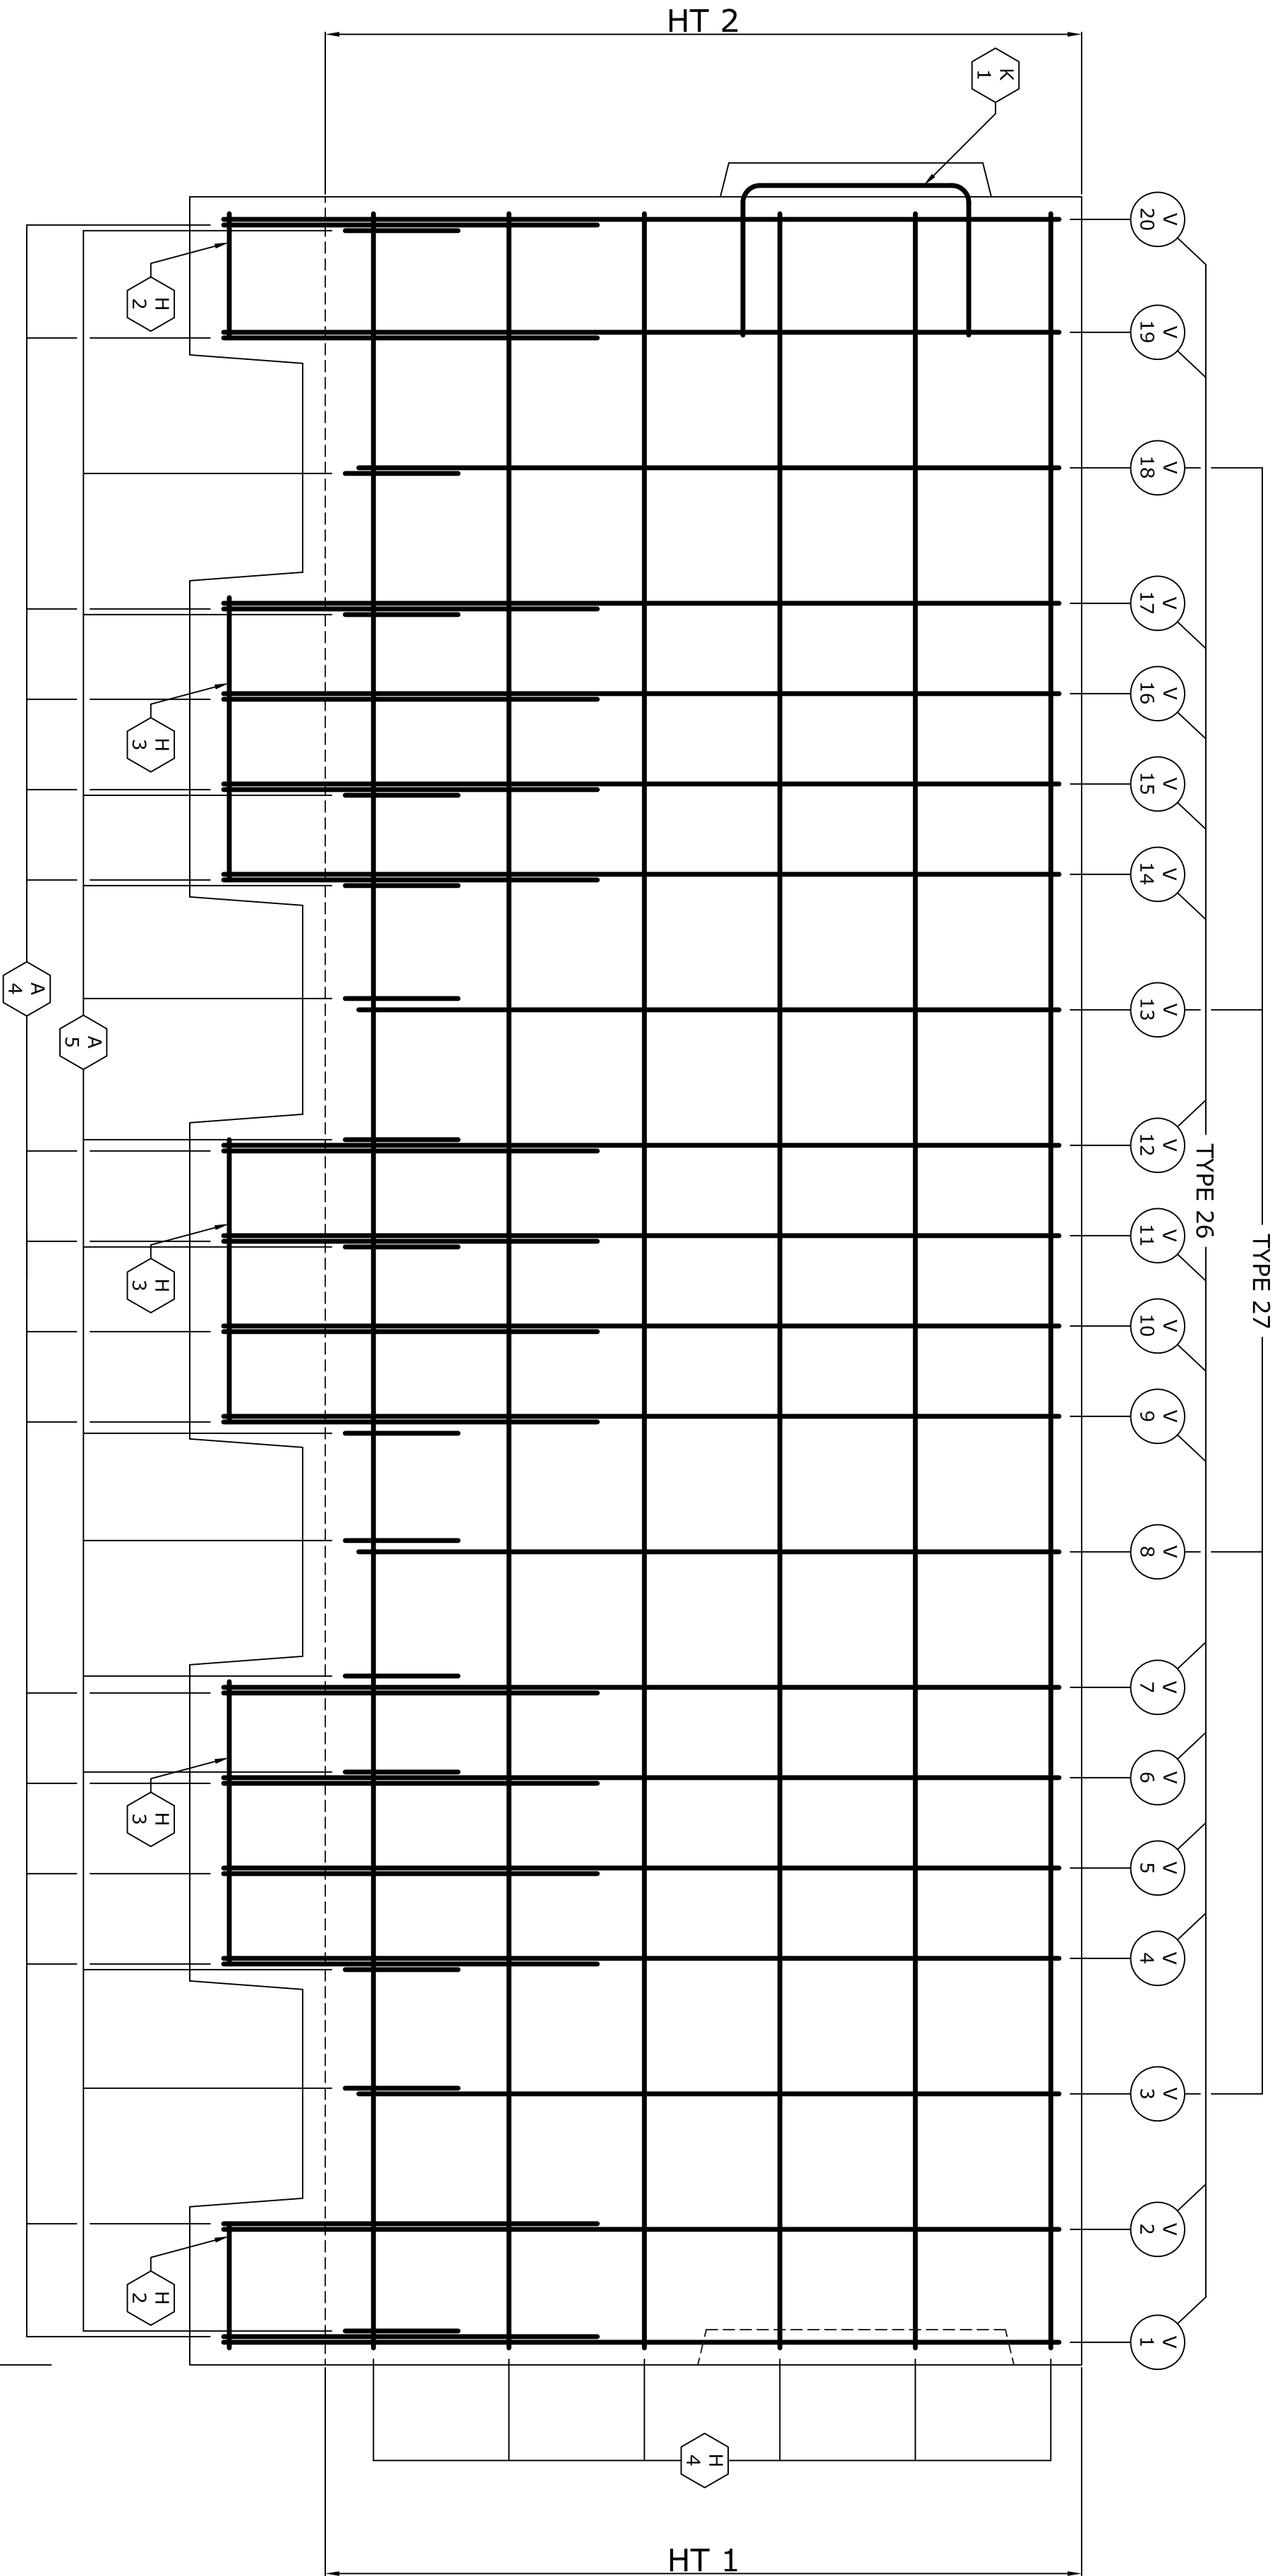 HT 2
K 1
V 20
V 19
V 18
V 17
V 16
V 15
V 14
V 13
V 12
V 11
V 10
V 9
V 8
V 7
V 6
V 5
V 4
V 3
V 2
V 1
TYPE 26
TYPE 27
H 2
H 3
A 4
A 5
H 3
H 3
H 2
H 4
HT 1